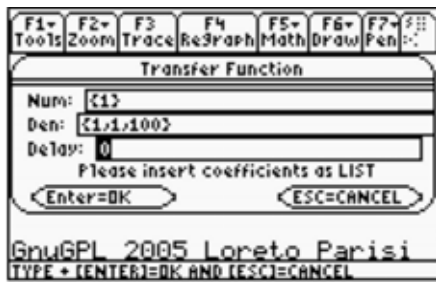 F1▾ F2▾ F3 F4 F5▾ F6▾ F7▾
Tools Zoom Trace ReGraph Math Draw Pen
Transfer Function
Num: {1}
Den: {1,1,100}
Delay: 0
Please insert coefficients as LIST
Enter=OK ESC=CANCEL
GnuGPL 2005 Loreto Parisi
TYPE + [ENTER]=OK AND [ESC]=CANCEL